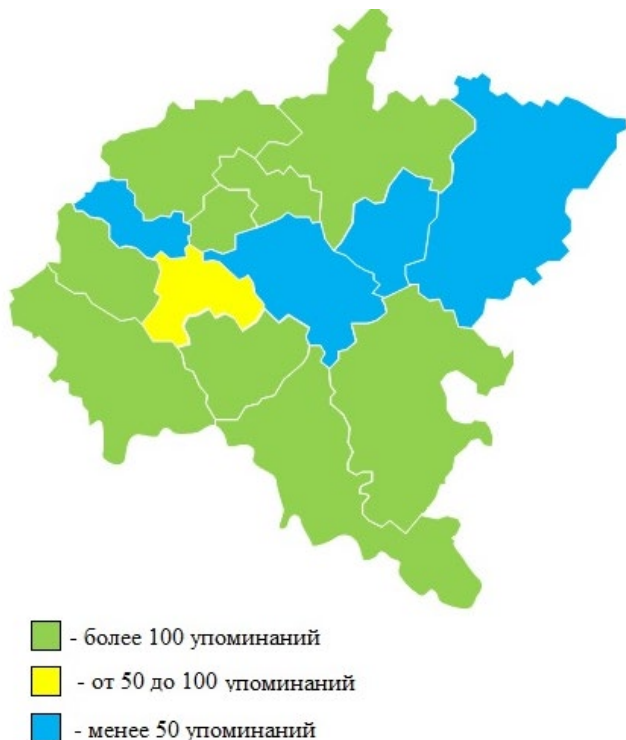 - более 100 упоминаний
- от 50 до 100 упоминаний
- менее 50 упоминаний